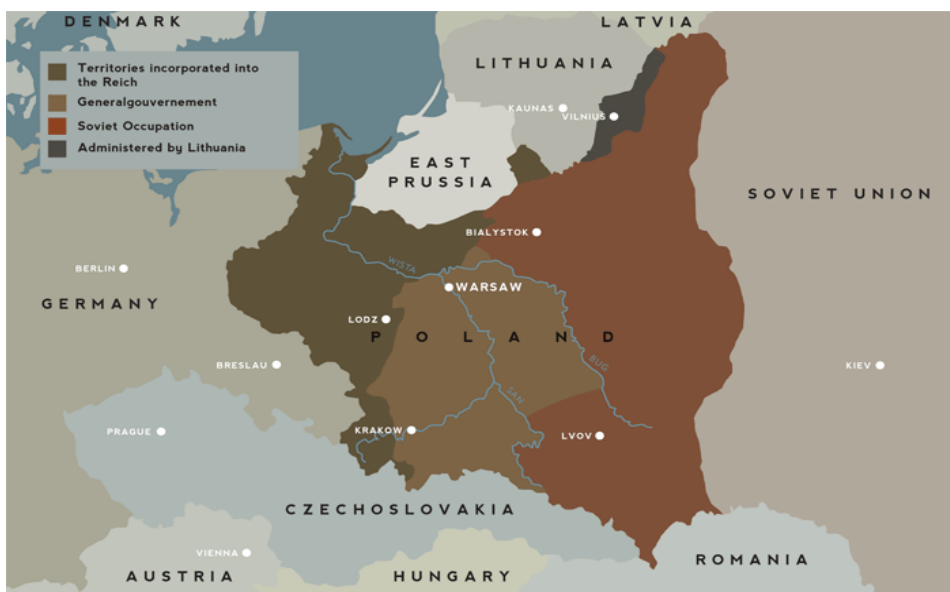 DENMARK
LATVIA
Territories incorporated into
the Reich
Generalgouvernement
Soviet Occupation
Administered by Lithuania
LITHUANIA
KAUNAS
VILNIUS
EAST
PRUSSIA
SOVIET UNION
BIALYSTOK
WISTA
BERLIN
WARSAW
GERMANY
LODZ
POLAND
BRESLAU
BUG
KIEV
SAN
PRAGUE
KRAKOW
LVOV
CZECHOSLOVAKIA
VIENNA
ROMANIA
AUSTRIA
HUNGARY